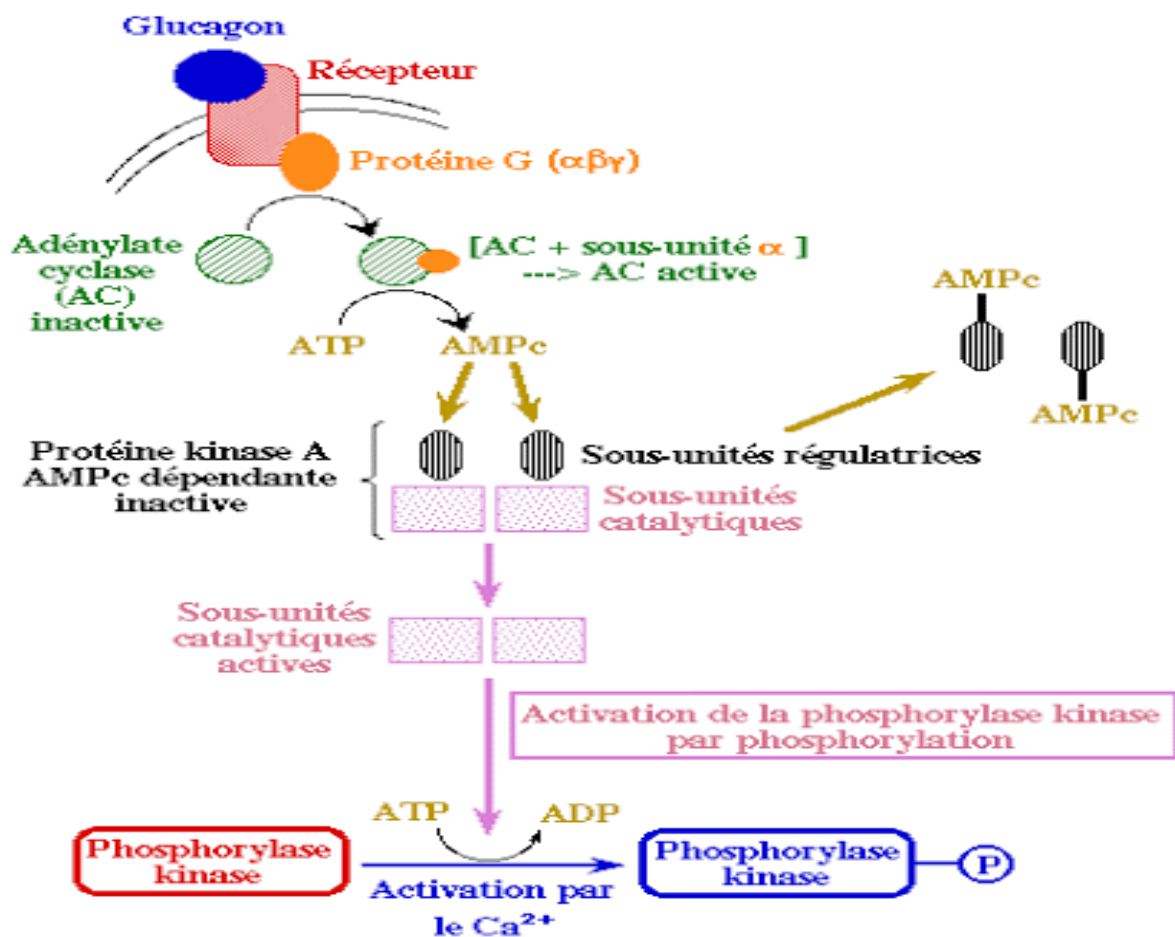 Glucagon
Récepteur
Protéine G (αβγ)
Adénylate
cyclase
(AC)
inactive
[AC + sous-unité α ]
---> AC active
ATP
AMPc
AMPc
AMPc
Protéine kinase A
AMPc dépendante
inactive
Sous-unités régulatrices
Sous-unités
catalytiques
Sous-unités
catalytiques
actives
Activation de la phosphorylase kinase
par phosphorylation
ATP
ADP
Phosphorylase
kinase
Activation par
le Ca²⁺
Phosphorylase
kinase
P